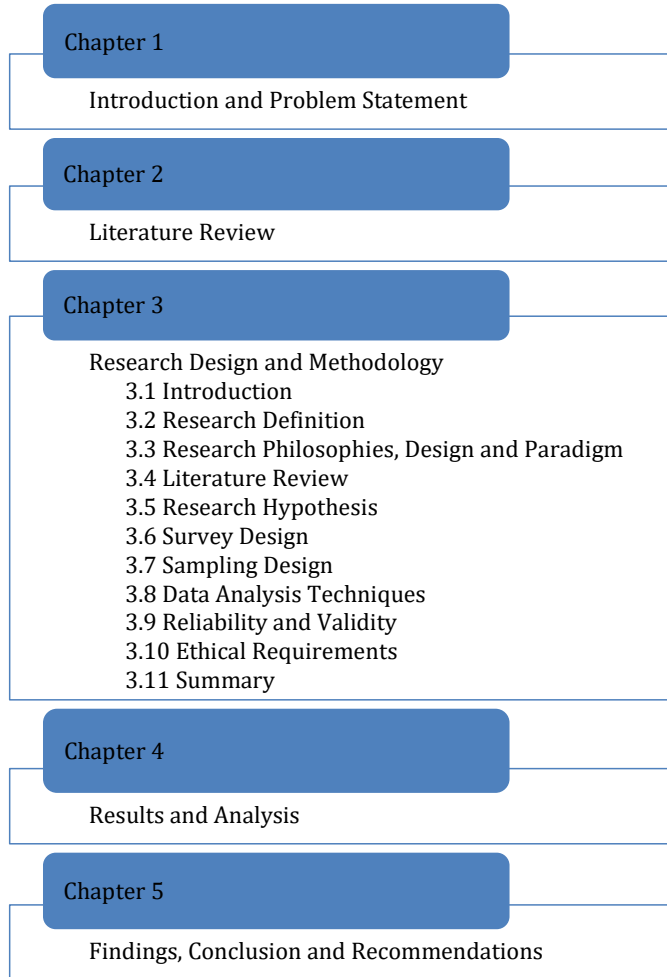 Chapter 1
Introduction and Problem Statement
Chapter 2
Literature Review
Chapter 3
Research Design and Methodology
3.1 Introduction
3.2 Research Definition
3.3 Research Philosophies, Design and Paradigm
3.4 Literature Review
3.5 Research Hypothesis
3.6 Survey Design
3.7 Sampling Design
3.8 Data Analysis Techniques
3.9 Reliability and Validity
3.10 Ethical Requirements
3.11 Summary
Chapter 4
Results and Analysis
Chapter 5
Findings, Conclusion and Recommendations